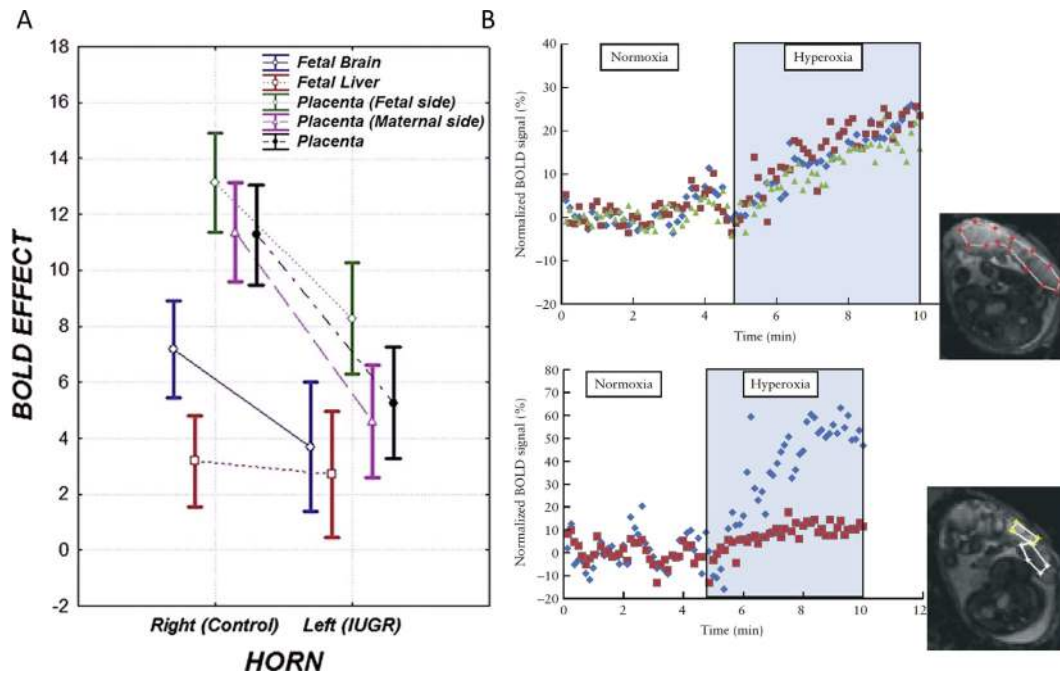 A
BOLD EFFECT
18
16
14
12
10
8
6
4
2
0
-2
Fetal Brain
Fetal Liver
Placenta (Fetal side)
Placenta (Maternal side)
Placenta
Right (Control)
Left (IUGR)
HORN
B
Normalized BOLD signal (%)
40
30
20
10
0
−10
−20
Normoxia
Hyperoxia
0
2
4
6
8
10
Time (min)
Normalized BOLD signal (%)
80
70
60
50
40
30
20
10
0
−10
−20
Normoxia
Hyperoxia
0
2
4
6
8
10
12
Time (min)